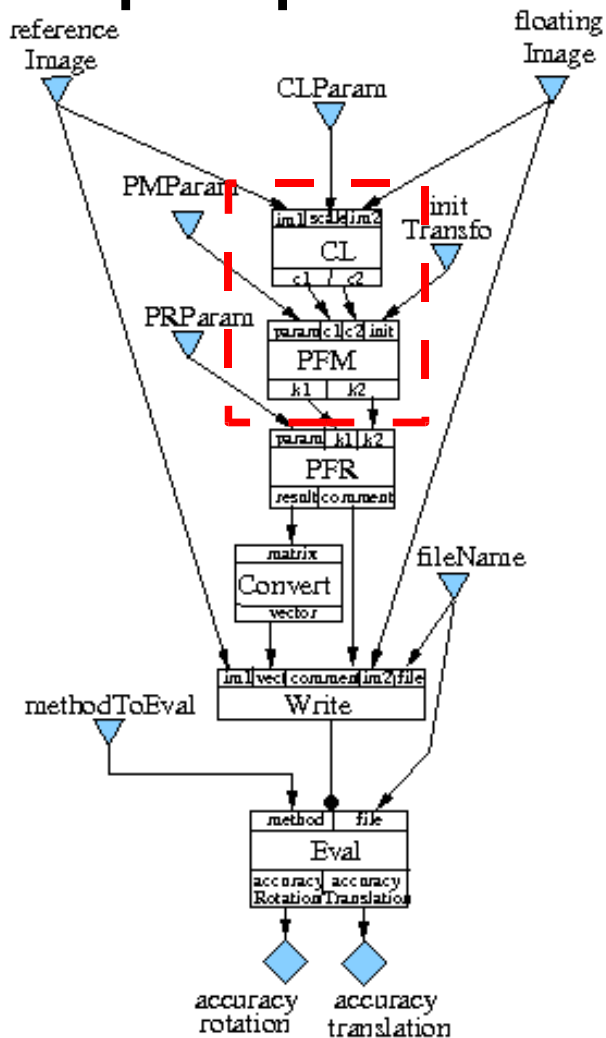 reference
Image
floating
Image
CLParam
PMParam
init
Transfo
im1 scale im2
CL
c1 c2
PRParam
param c1 c2 init
PFM
k1 k2
param k1 k2
PFR
result comment
matrix
Convert
vector
fileName
im1 vect commen im2 file
Write
methodToEval
method file
Eval
accuracy accuracy
Rotation Translation
accuracy
rotation
accuracy
translation